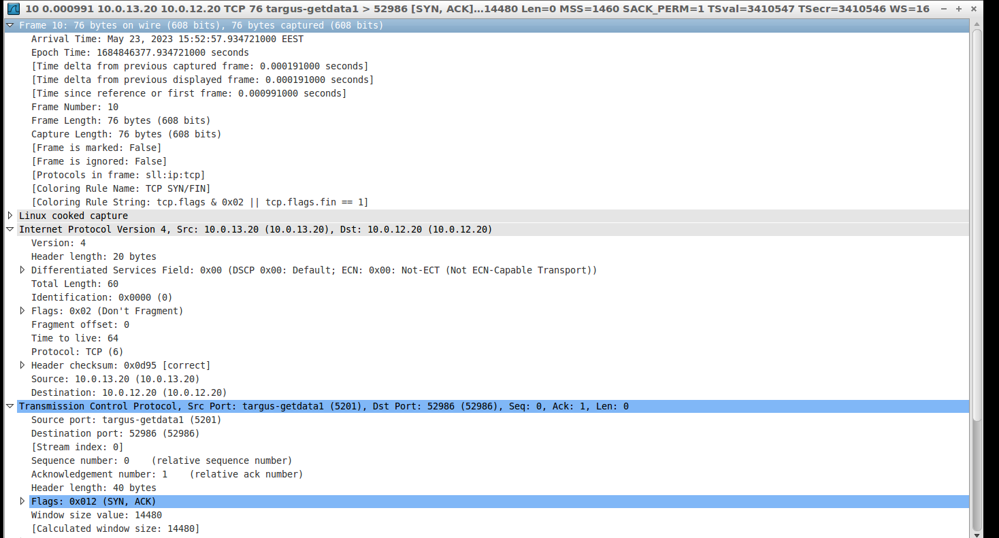 10 0.000991 10.0.13.20 10.0.12.20 TCP 76 targus-getdata1 > 52986 [SYN, ACK]...14480 Len=0 MSS=1460 SACK_PERM=1 TSval=3410547 TSecr=3410546 WS=16
Frame 10: 76 bytes on wire (608 bits), 76 bytes captured (608 bits)
Arrival Time: May 23, 2023 15:52:57.934721000 EEST
Epoch Time: 1684846377.934721000 seconds
[Time delta from previous captured frame: 0.000191000 seconds]
[Time delta from previous displayed frame: 0.000191000 seconds]
[Time since reference or first frame: 0.000991000 seconds]
Frame Number: 10
Frame Length: 76 bytes (608 bits)
Capture Length: 76 bytes (608 bits)
[Frame is marked: False]
[Frame is ignored: False]
[Protocols in frame: sll:ip:tcp]
[Coloring Rule Name: TCP SYN/FIN]
[Coloring Rule String: tcp.flags & 0x02 || tcp.flags.fin == 1]
Linux cooked capture
Internet Protocol Version 4, Src: 10.0.13.20 (10.0.13.20), Dst: 10.0.12.20 (10.0.12.20)
Version: 4
Header length: 20 bytes
Differentiated Services Field: 0x00 (DSCP 0x00: Default; ECN: 0x00: Not-ECT (Not ECN-Capable Transport))
Total Length: 60
Identification: 0x0000 (0)
Flags: 0x02 (Don't Fragment)
Fragment offset: 0
Time to live: 64
Protocol: TCP (6)
Header checksum: 0x0d95 [correct]
Source: 10.0.13.20 (10.0.13.20)
Destination: 10.0.12.20 (10.0.12.20)
Transmission Control Protocol, Src Port: targus-getdata1 (5201), Dst Port: 52986 (52986), Seq: 0, Ack: 1, Len: 0
Source port: targus-getdata1 (5201)
Destination port: 52986 (52986)
[Stream index: 0]
Sequence number: 0    (relative sequence number)
Acknowledgement number: 1    (relative ack number)
Header length: 40 bytes
Flags: 0x012 (SYN, ACK)
Window size value: 14480
[Calculated window size: 14480]